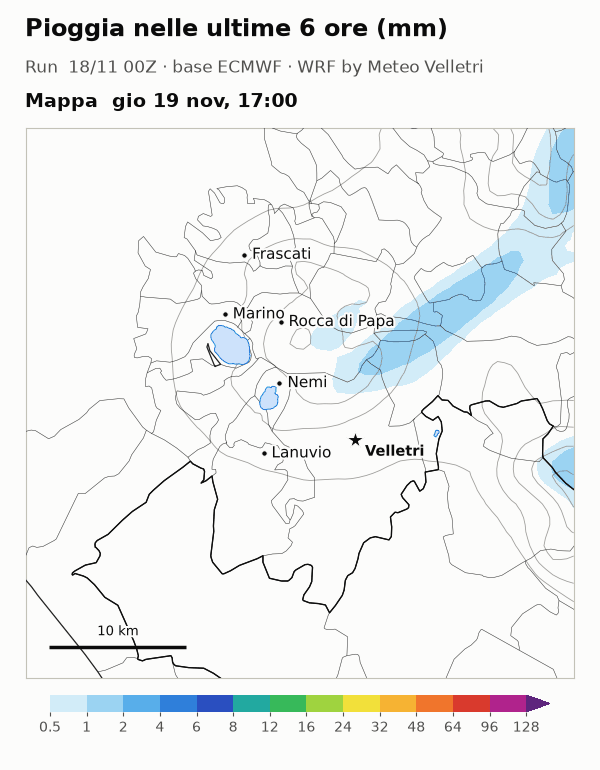 Pioggia nelle ultime 6 ore (mm)
Run 18/11 00Z · base ECMWF · WRF by Meteo Velletri
Mappa gio 19 nov, 17:00
Frascati
Marino
Rocca di Papa
Nemi
Velletri
Lanuvio
10 km
0.5 1 2 4 6 8 12 16 24 32 48 64 96 128